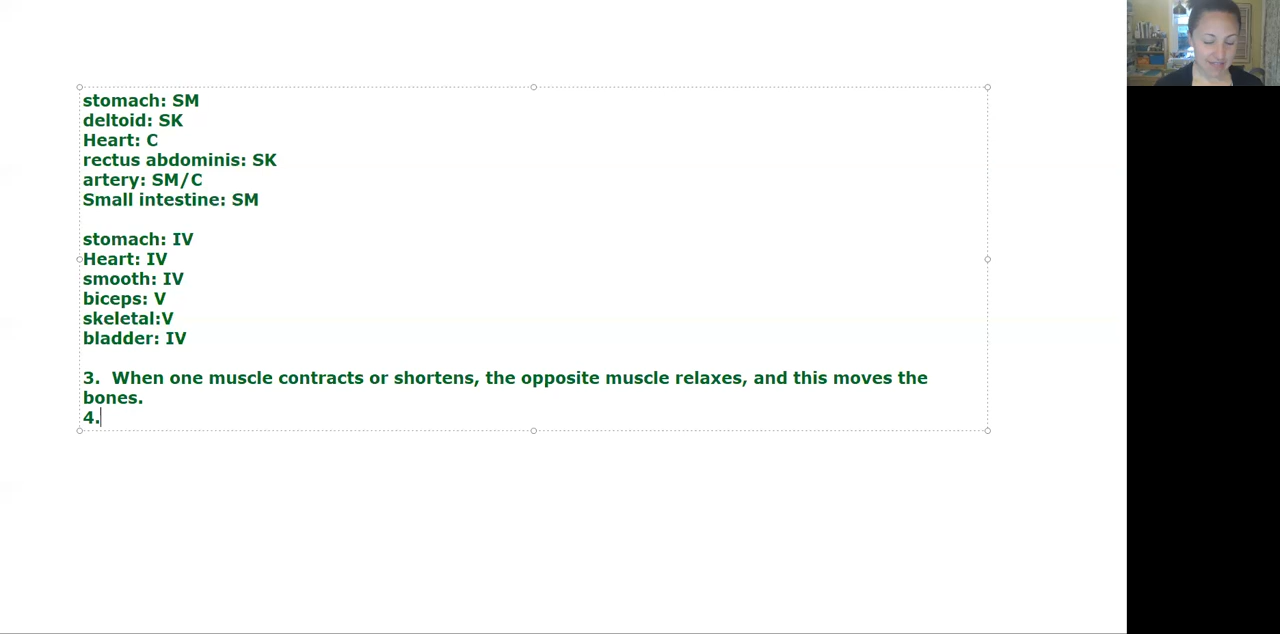 stomach: SM
deltoid: SK
Heart: C
rectus abdominis: SK
artery: SM/C
Small intestine: SM
stomach: IV
Heart: IV
smooth: IV
biceps: V
skeletal:V
bladder: IV
3.  When one muscle contracts or shortens, the opposite muscle relaxes, and this moves the
bones.
4.